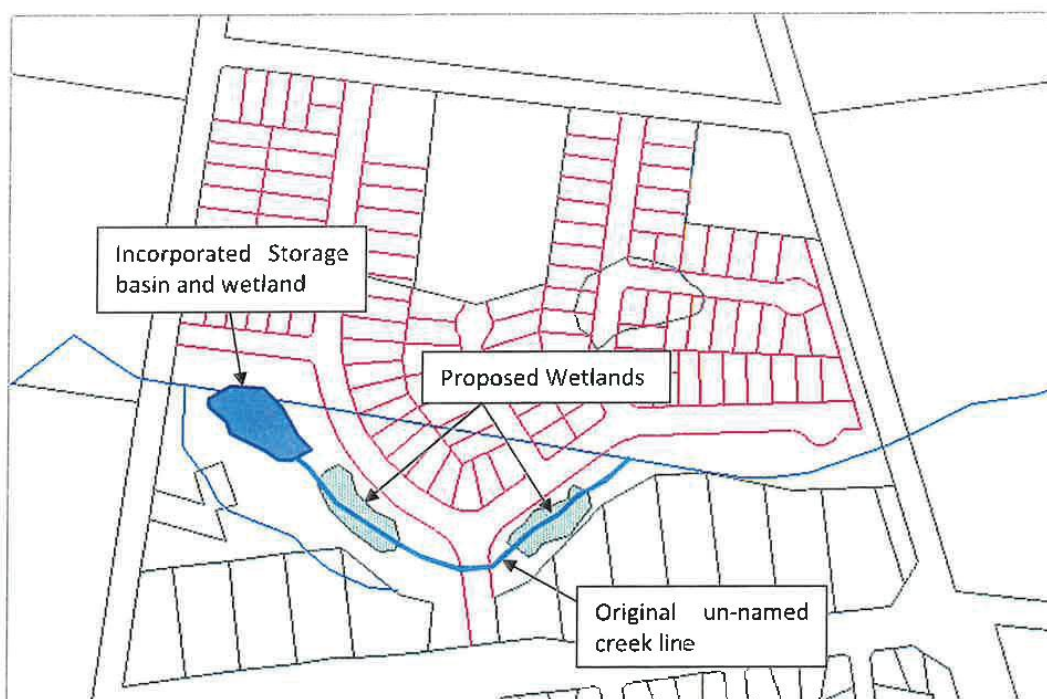 Incorporated Storage
basin and wetland
Proposed Wetlands
Original un-named
creek line